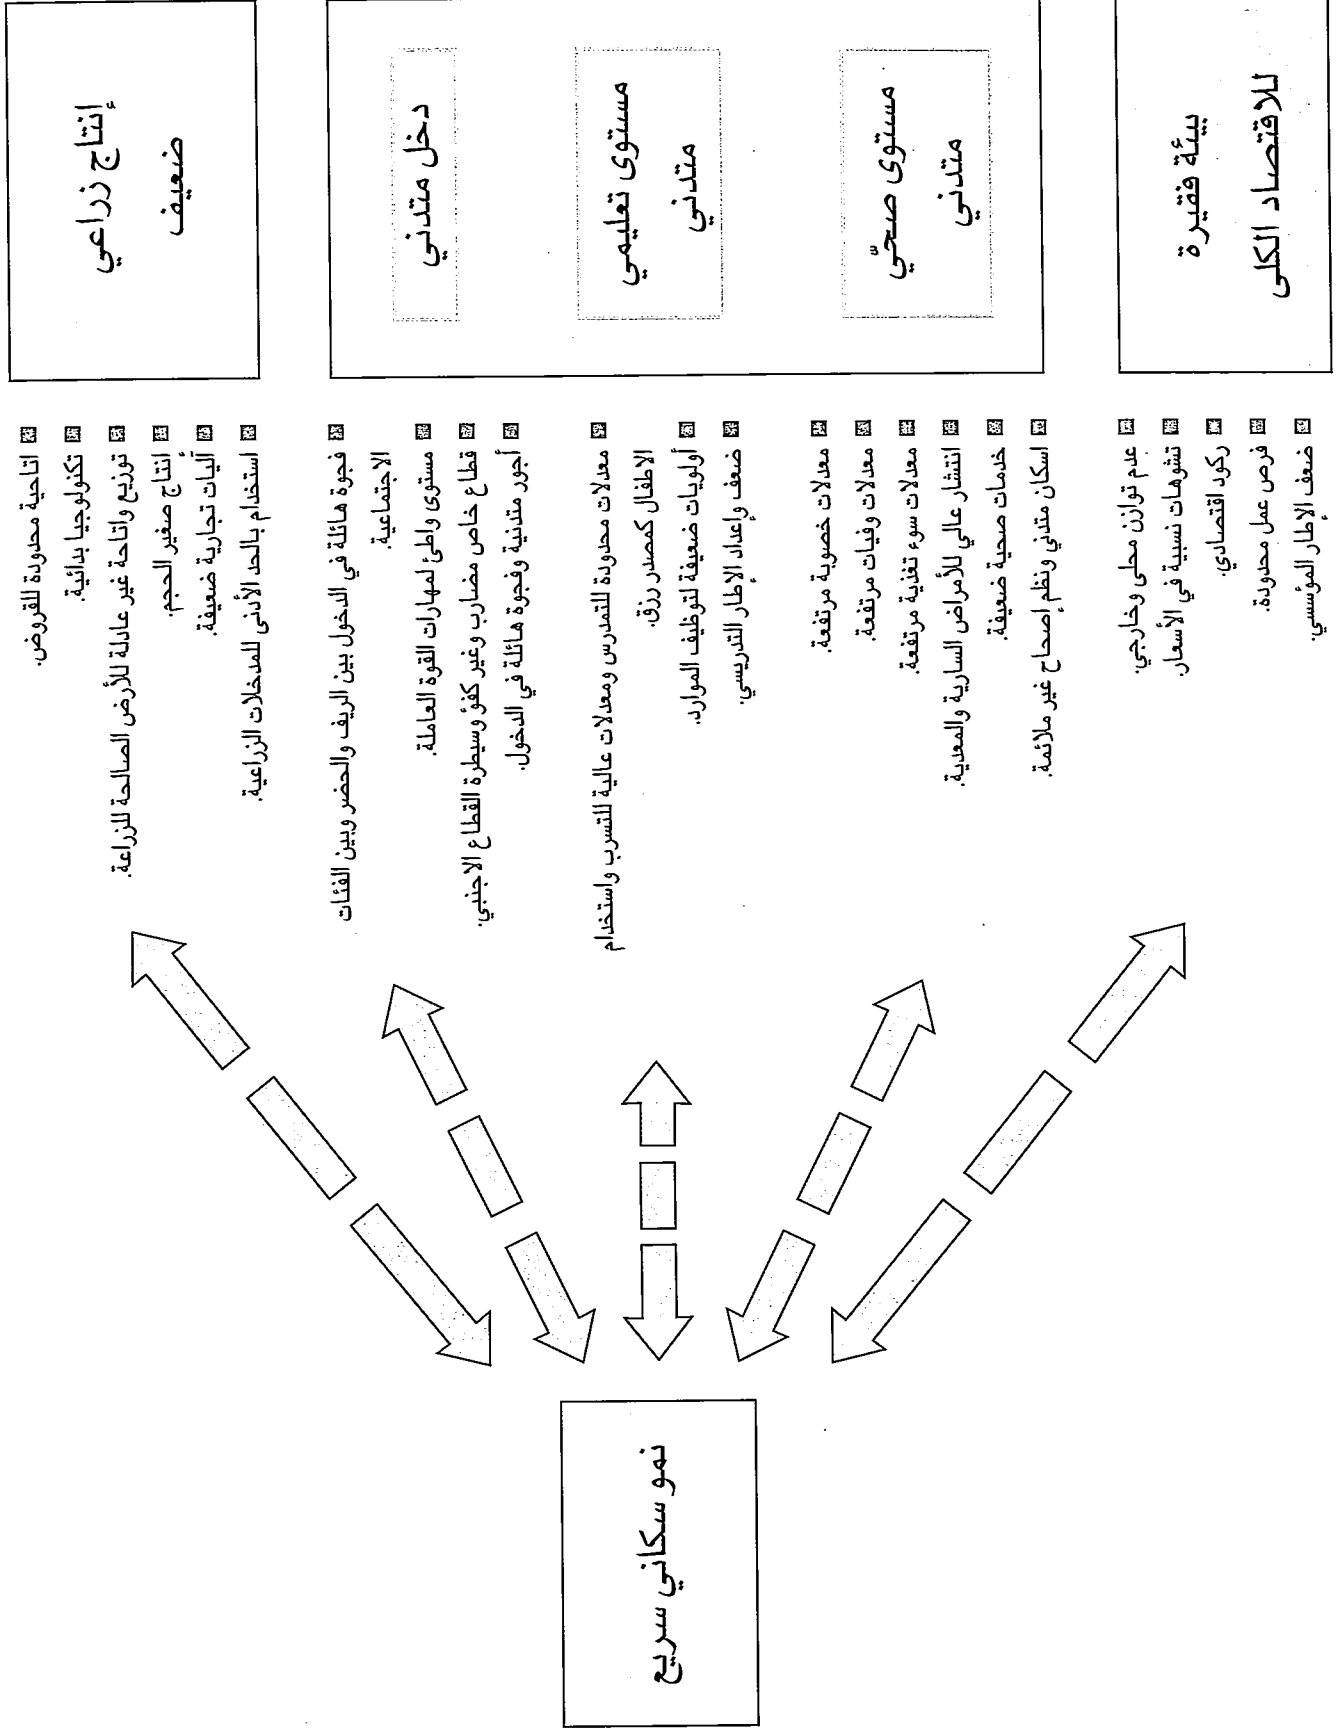 إنتاج زراعي
ضعيف
اتاحية محدودة للقروض.
تكنولوجيا بدائية.
توزيع واتاحة غير عادلة للأرض الصالحة للزراعة.
انتاج صغير الحجم.
آليات تجارية ضعيفة.
استخدام بالحد الأدنى للمدخلات الزراعية.
دخل متدني
فجوة هائلة في الدخول بين الريف والحضر وبين الفئات
الاجتماعية.
مستوى واطئ لمهارات القوة العاملة.
قطاع خاص مضارب وغير كفؤ وسيطرة القطاع الاجنبي.
أجور متدنية وفجوة هائلة في الدخول.
مستوى تعليمي
متدني
معدلات محدودة للتمدرس ومعدلات عالية للتسرب واستخدام
الاطفال كمصدر رزق.
أولويات ضعيفة لتوظيف الموارد.
ضعف وإعداد الاطار التدريسي.
مستوى صحّي
متدني
معدلات خصوبة مرتفعة.
معدلات وفيات مرتفعة.
معدلات سوء تغذية مرتفعة.
انتشار عالي للأمراض السارية والمعدية.
خدمات صحية ضعيفة.
اسكان متدني ونظم إصحاح غير ملائمة.
بيئة فقيرة
للاقتصاد الكلى
عدم توازن محلى وخارجي.
تشوهات نسبية في الأسعار.
ركود اقتصادي.
فرص عمل محدودة.
ضعف الإطار المؤسسي.
نمو سكاني سريع